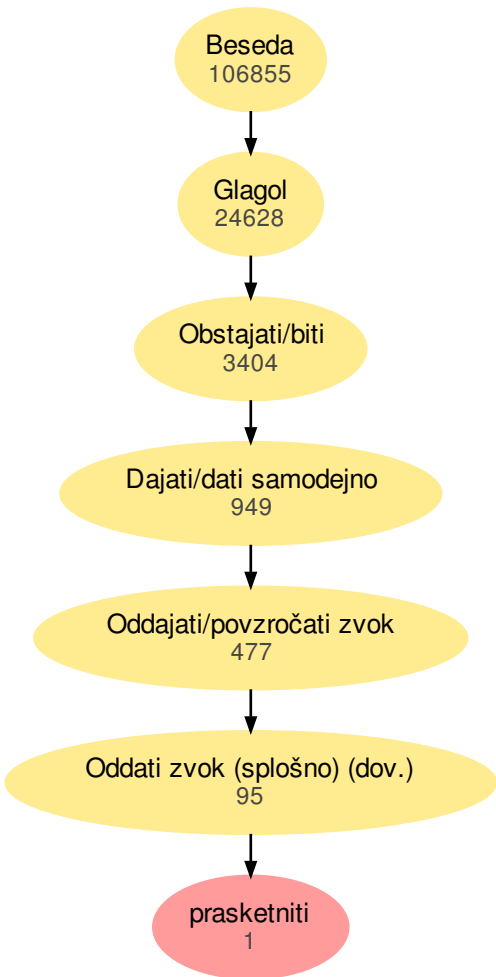 Beseda
106855
Glagol
24628
Obstajati/biti
3404
Dajati/dati samodejno
949
Oddajati/povzročati zvok
477
Oddati zvok (splošno) (dov.)
95
prasketniti
1